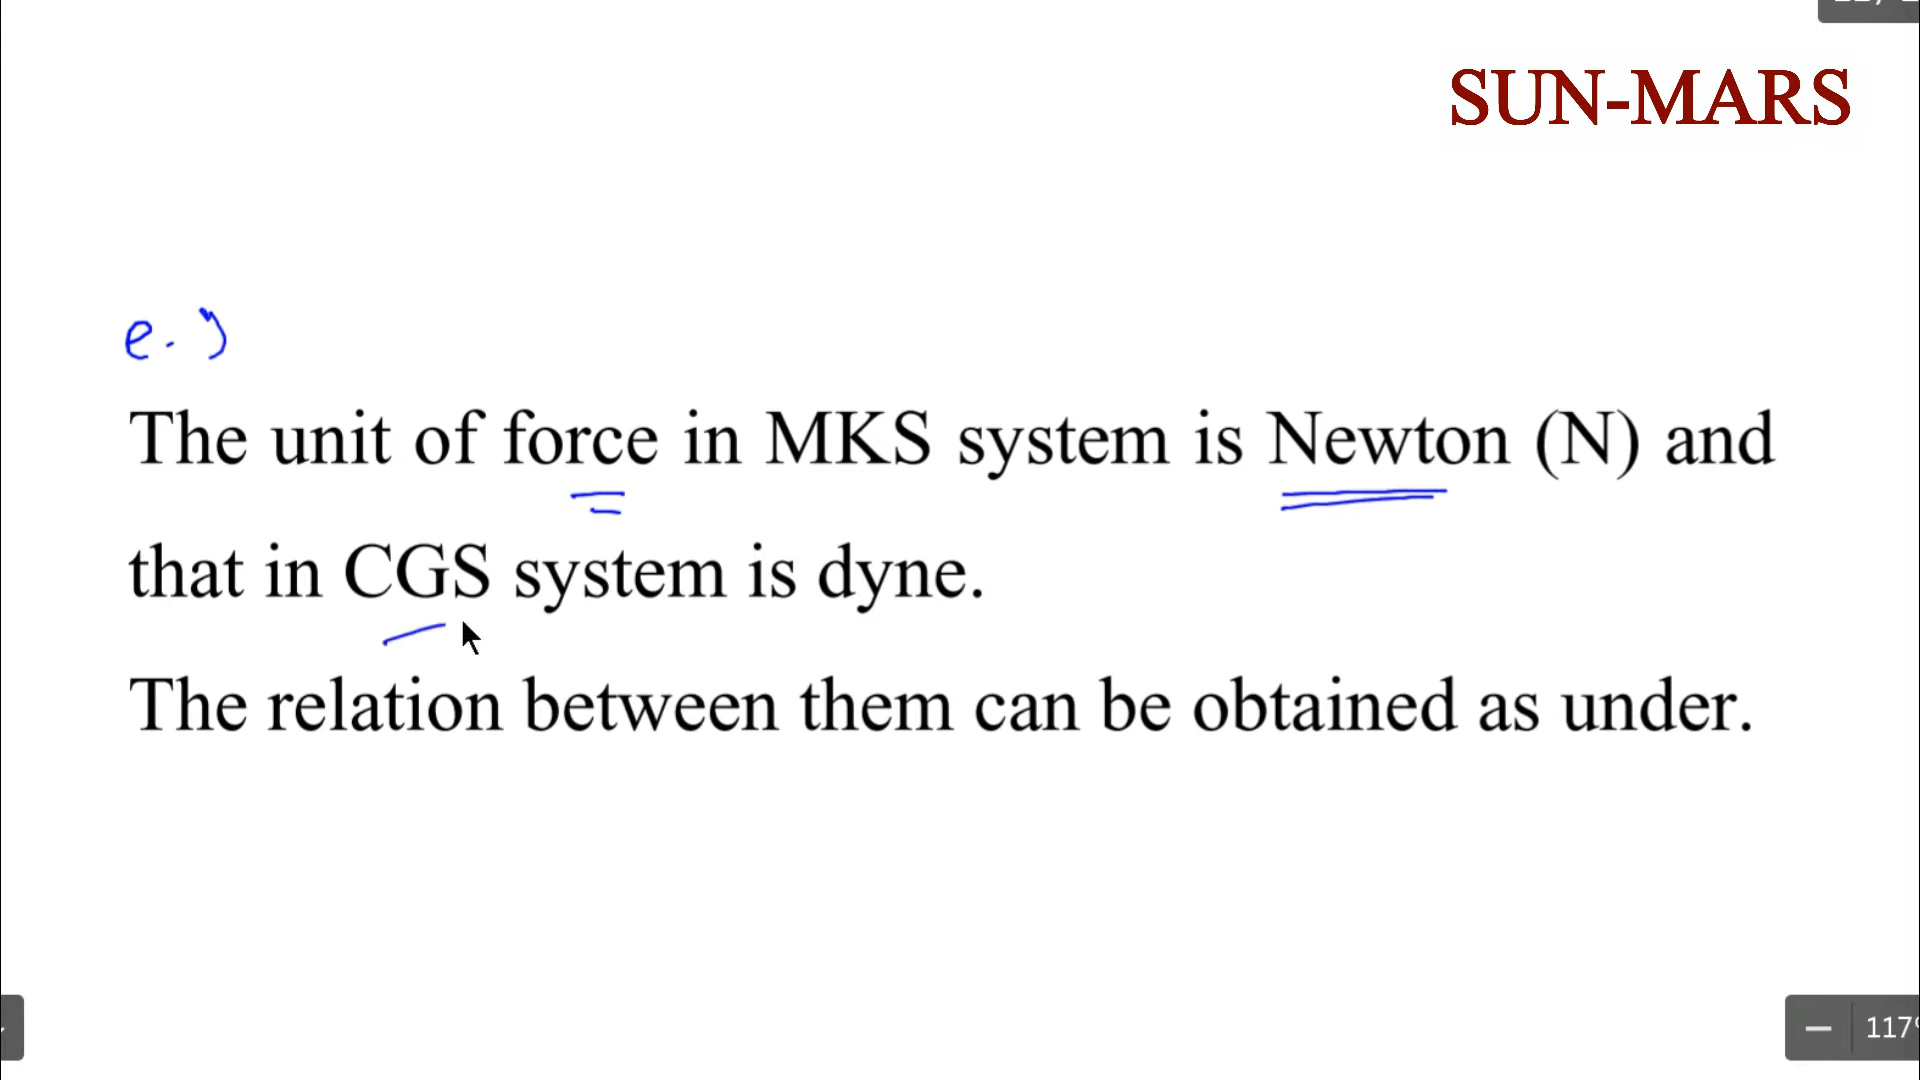 SUN-MARS
e.g
The unit of force in MKS system is Newton (N) and
that in CGS system is dyne.
The relation between them can be obtained as under.
117